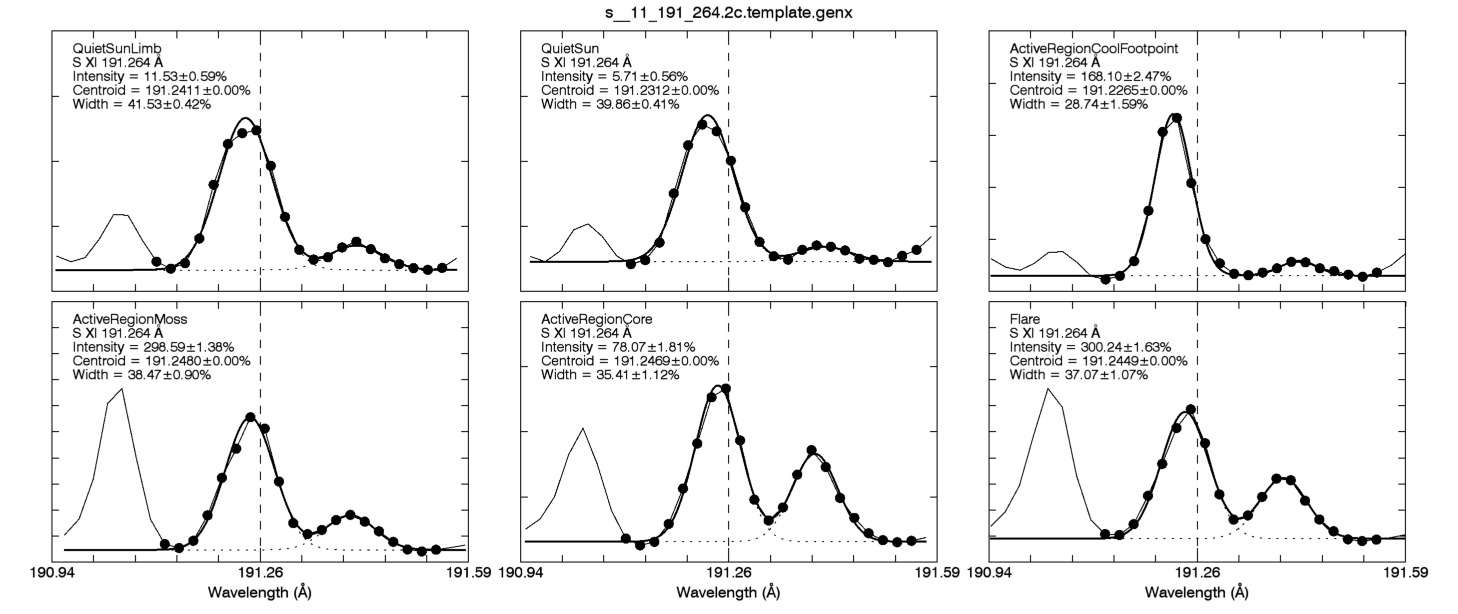 s__11_191_264.2c.template.genx
QuietSunLimb
S XI 191.264 Å
Intensity = 11.53±0.59%
Centroid = 191.2411±0.00%
Width = 41.53±0.42%
QuietSun
S XI 191.264 Å
Intensity = 5.71±0.56%
Centroid = 191.2312±0.00%
Width = 39.86±0.41%
ActiveRegionCoolFootpoint
S XI 191.264 Å
Intensity = 168.10±2.47%
Centroid = 191.2265±0.00%
Width = 28.74±1.59%
ActiveRegionMoss
S XI 191.264 Å
Intensity = 298.59±1.38%
Centroid = 191.2480±0.00%
Width = 38.47±0.90%
ActiveRegionCore
S XI 191.264 Å
Intensity = 78.07±1.81%
Centroid = 191.2469±0.00%
Width = 35.41±1.12%
Flare
S XI 191.264 Å
Intensity = 300.24±1.63%
Centroid = 191.2449±0.00%
Width = 37.07±1.07%
190.94 191.26 191.59 190.94 191.26 191.59 190.94 191.26 191.59
Wavelength (Å) Wavelength (Å) Wavelength (Å)